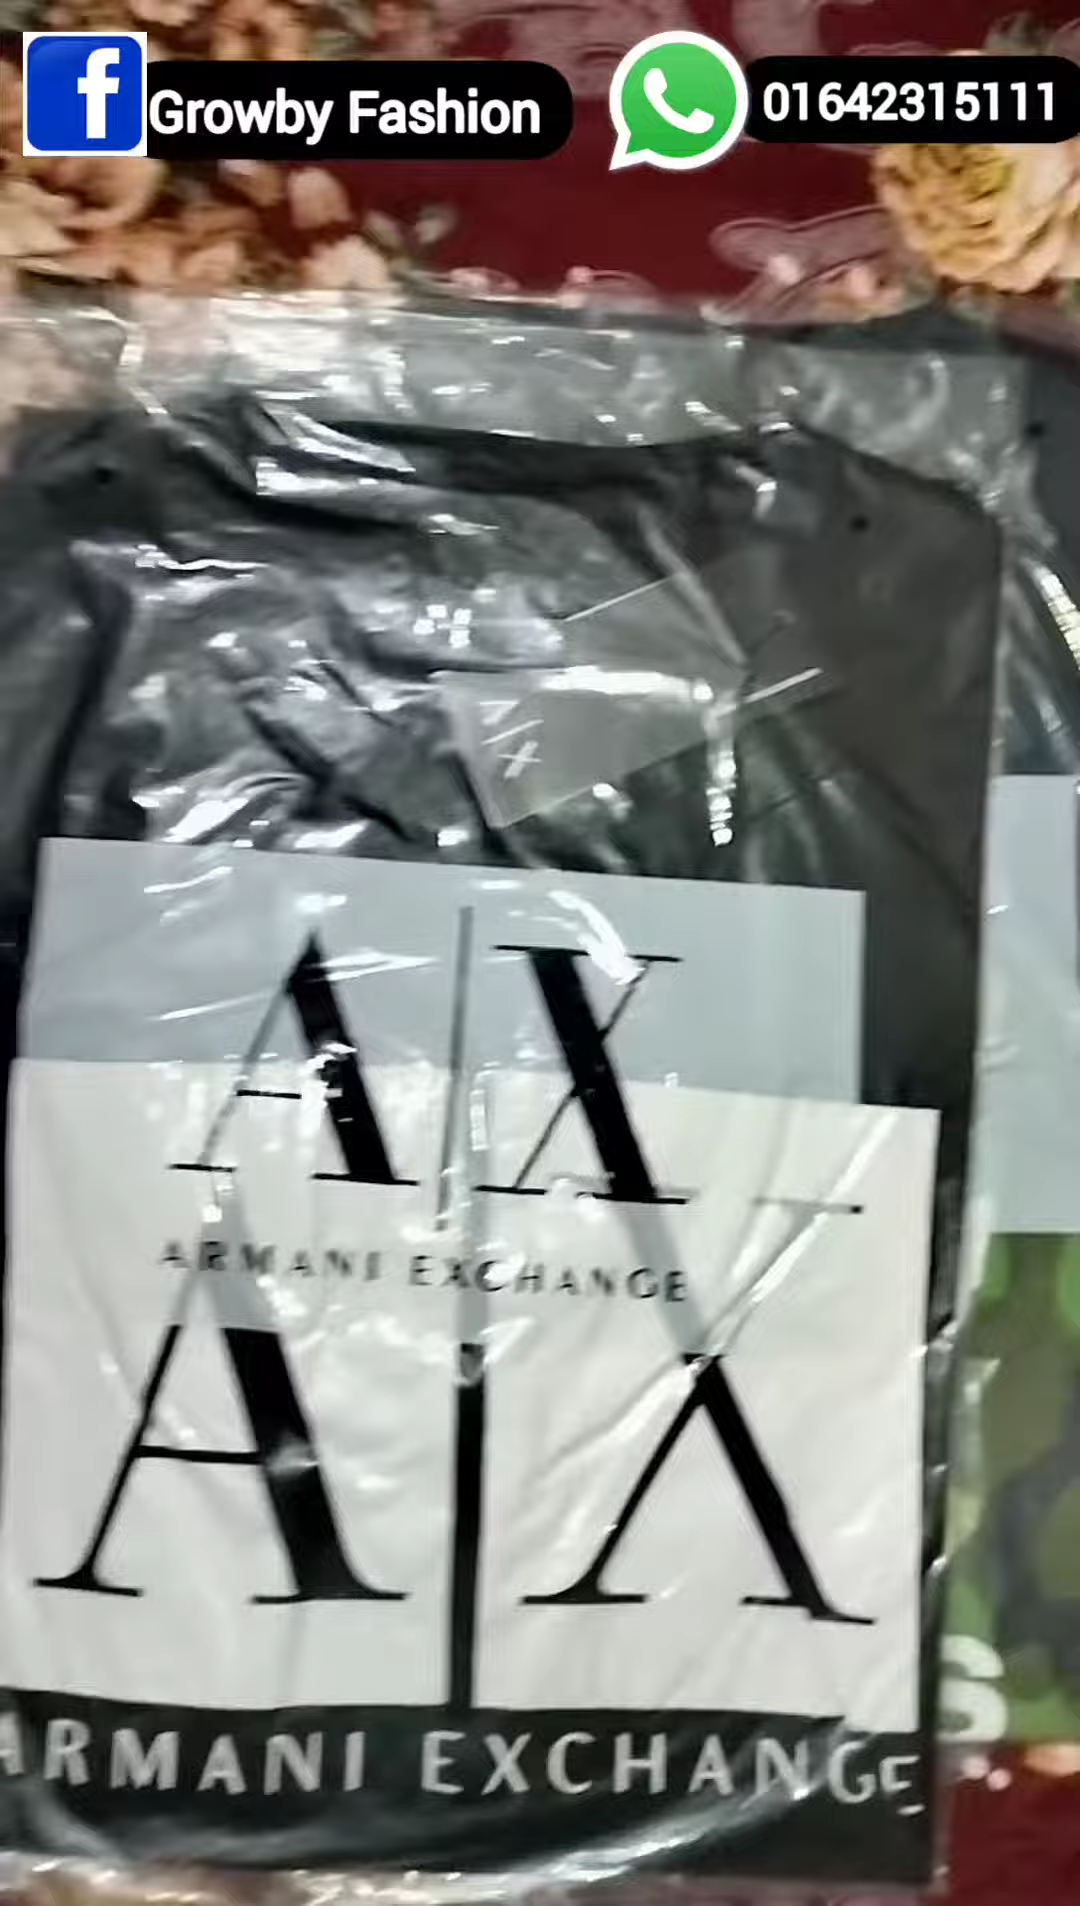 Growby Fashion
01642315111
A|X
ARMANI EXCHANGE
A|X
ARMANI EXCHANGE
S